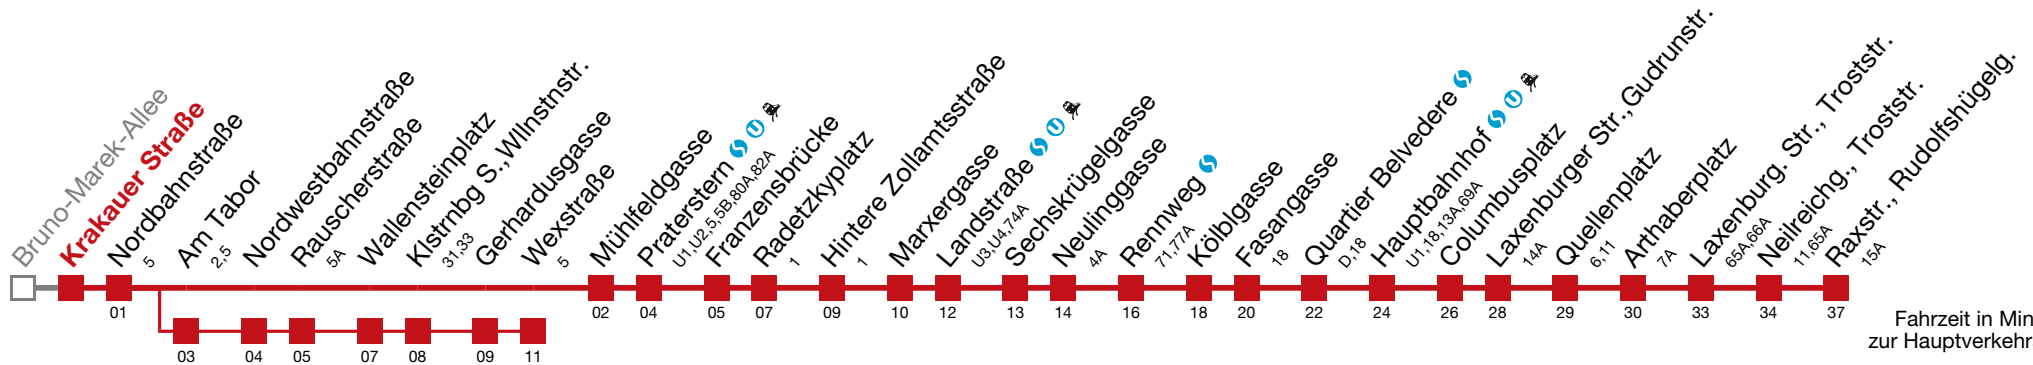 Bruno-Marek-Allee
Krakauer Straße
Nordbahnstraße
5
Am Tabor
2,5
Nordwestbahnstraße
Rauscherstraße
5A
Wallensteinplatz
Klstrnbg S.,Wllnstnstr.
31,33
Gerhardusgasse
Wexstraße
5
Mühlfeldgasse
Praterstern
U1,U2,5,5B,80A,82A
Franzensbrücke
Radetzkyplatz
1
Hintere Zollamtsstraße
1
Marxergasse
Landstraße
U3,U4,74A
Sechskrügelgasse
Neulinggasse
4A
Rennweg
71,77A
Kölblgasse
Fasangasse
18
Quartier Belvedere
D,18
Hauptbahnhof
U1,18,13A,69A
Columbusplatz
Laxenburger Str.,Gudrunstr.
14A
Quellenplatz
6,11
Arthaberplatz
7A
Laxenburg. Str., Troststr.
65A,66A
Neilreichg., Troststr.
11,65A
Raxstr., Rudolfshügelg.
15A
01 02 04 05 07 09 10 12 13 14 16 18 20 22 24 26 28 29 30 33 34 37
03 04 05 07 08 09 11
Fahrzeit in Min
zur Hauptverkehr